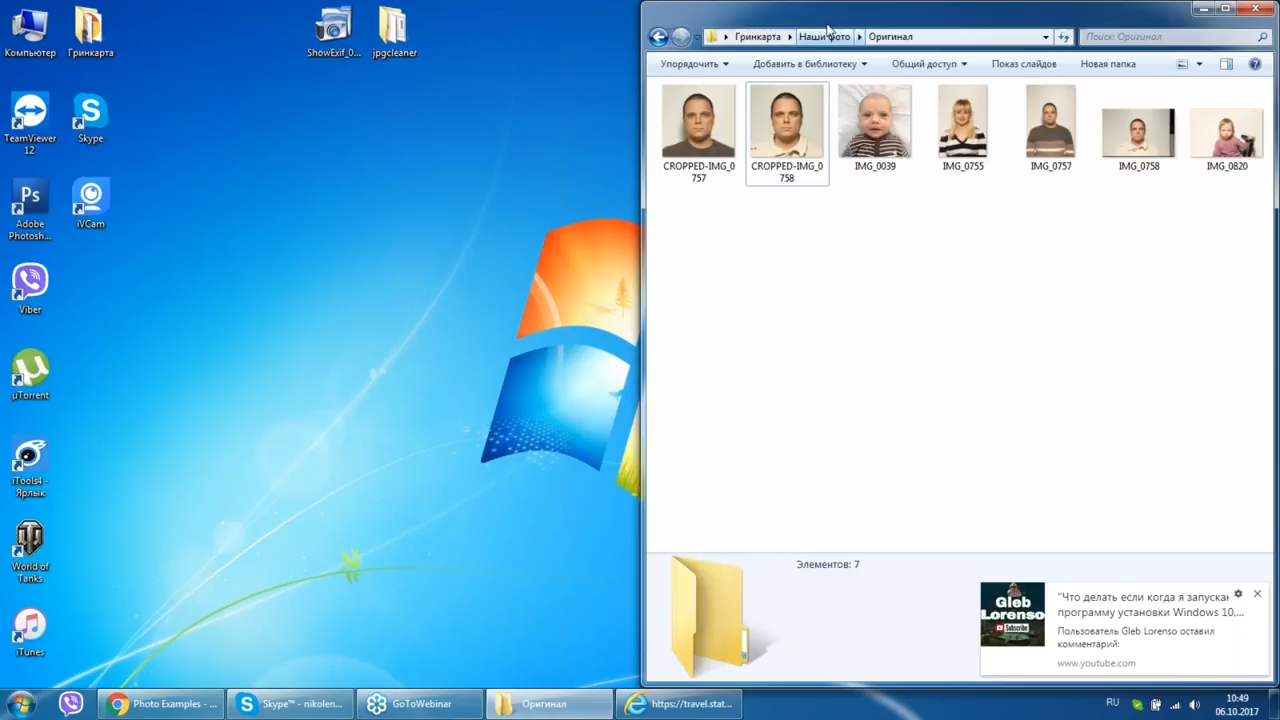 Компьютер
Гринкарта
ShowExif_0...
jpgcleaner
TeamViewer
12
Skype
Ps
Adobe
Photosh...
iVCam
Viber
µTorrent
iTools4 -
Ярлык
World of
Tanks
iTunes
Гринкарта
Наши фото
Оригинал
Поиск: Оригинал
Упорядочить
Добавить в библиотеку
Общий доступ
Показ слайдов
Новая папка
CROPPED-IMG_0
757
CROPPED-IMG_0
758
IMG_0039
IMG_0755
IMG_0757
IMG_0758
IMG_0820
Элементов: 7
Gleb
Lorenso
Subscribe
"Что делать если когда я запускан
программу установки Windows 10,...
Пользователь Gleb Lorenso оставил
комментарий:
www.youtube.com
Photo Examples - ...
Skype™ - nikolen...
GoToWebinar
Оригинал
https://travel.stat...
RU
10:49
06.10.2017